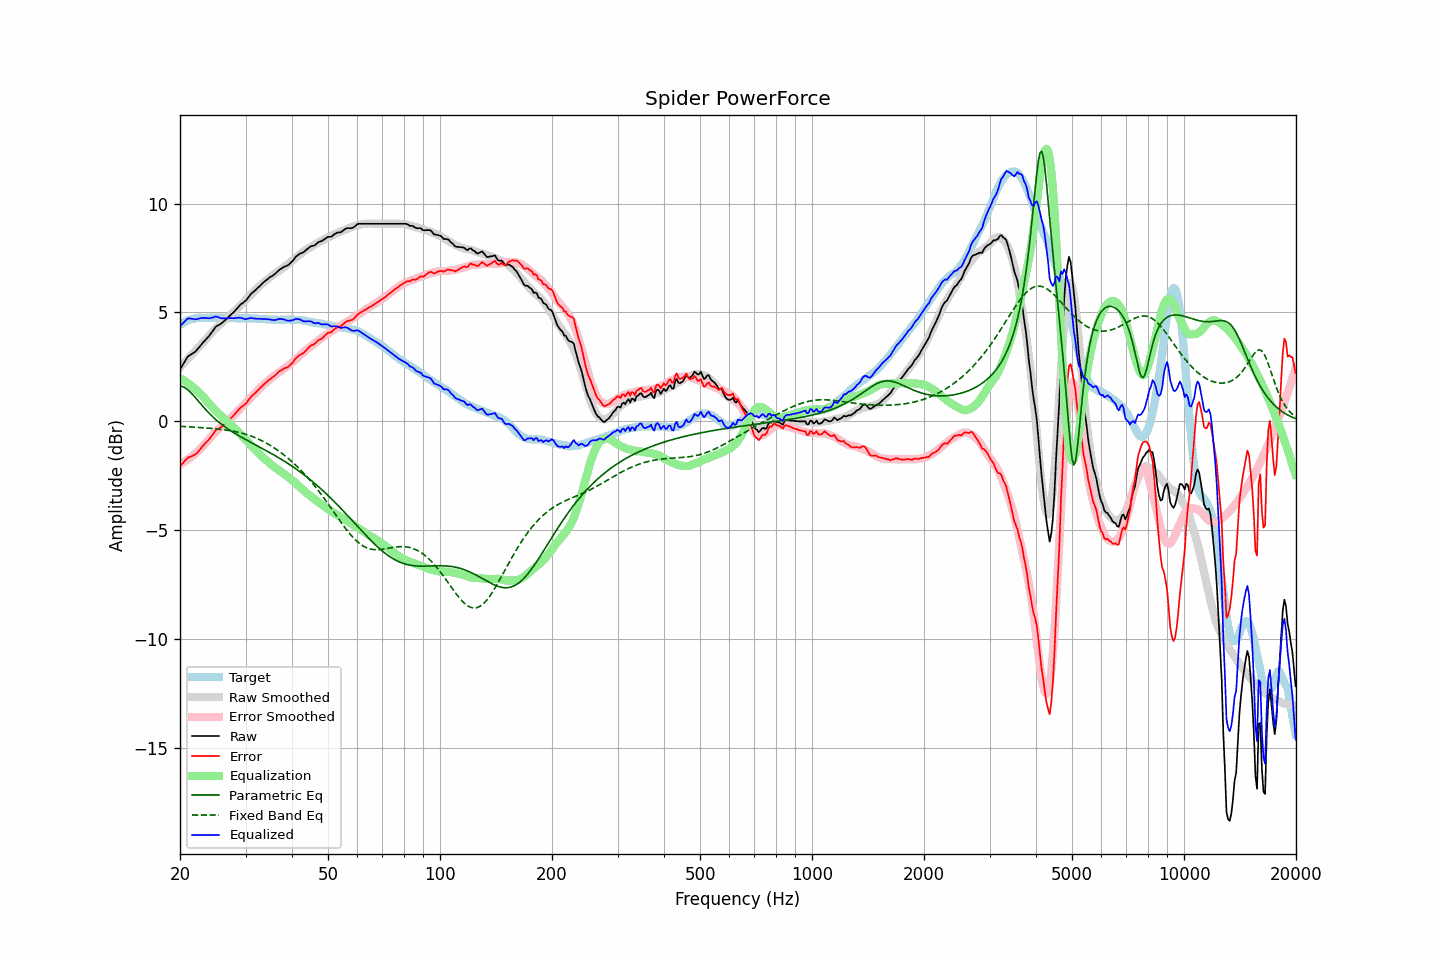 Spider PowerForce
Amplitude (dBr)
10
5
0
−5
−10
−15
Target
Raw Smoothed
Error Smoothed
Raw
Error
Equalization
Parametric Eq
Fixed Band Eq
Equalized
20 50 100 200 500 1000 2000 5000 10000 20000
Frequency (Hz)